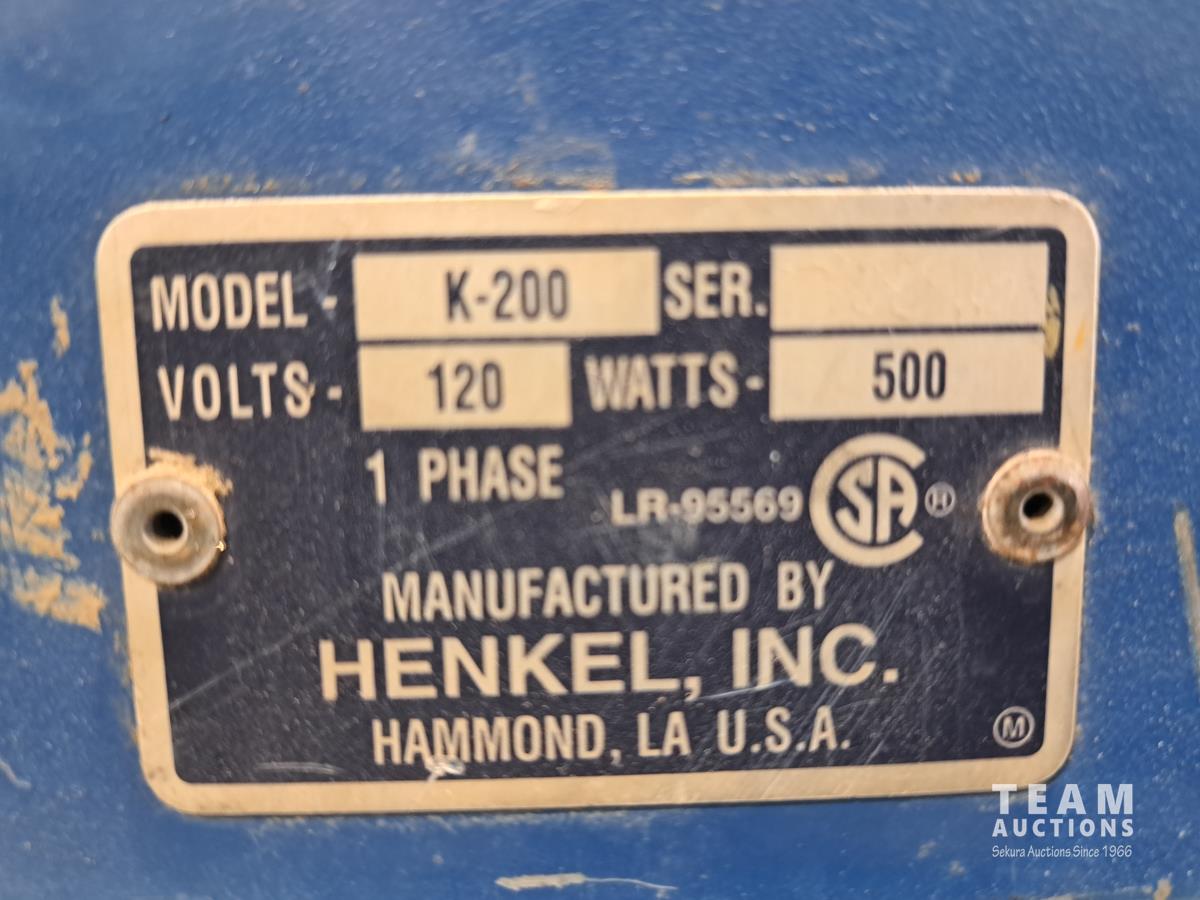 MODEL - K-200 SER.
VOLTS - 120 WATTS - 500
1 PHASE
LR-95569 CSA H
MANUFACTURED BY
HENKEL, INC.
HAMMOND, LA U.S.A.
M
TEAM
AUCTIONS
Sekura Auctions Since 1966